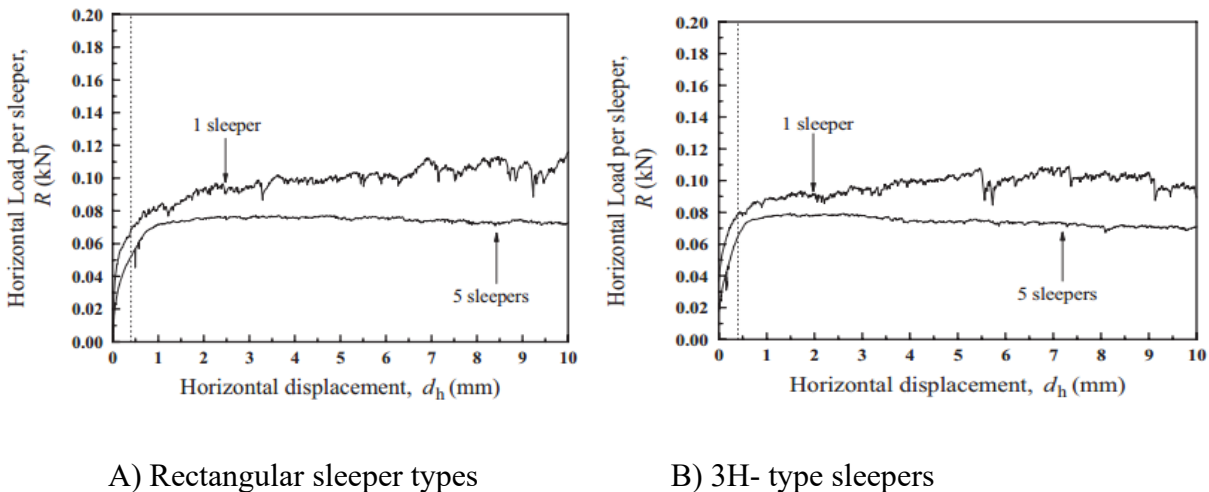 Horizontal Load per sleeper,
R (kN)
0.20
0.18
0.16
0.14
0.12
0.10
0.08
0.06
0.04
0.02
0.00
1 sleeper
5 sleepers
0 1 2 3 4 5 6 7 8 9 10
Horizontal displacement, dh (mm)
Horizontal Load per sleeper,
R (kN)
0.20
0.18
0.16
0.14
0.12
0.10
0.08
0.06
0.04
0.02
0.00
1 sleeper
5 sleepers
0 1 2 3 4 5 6 7 8 9 10
Horizontal displacement, dh (mm)
A) Rectangular sleeper types
B) 3H- type sleepers